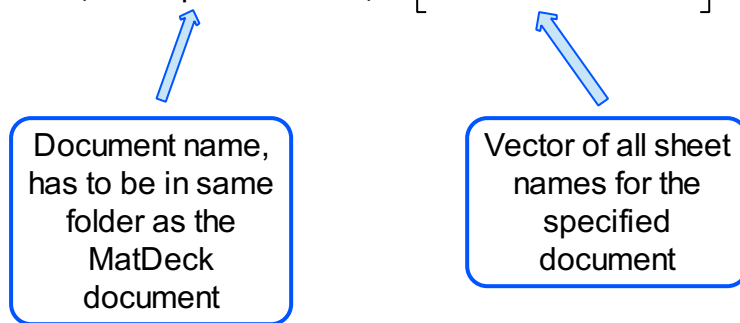 Document name,
has to be in same
folder as the
MatDeck
document
Vector of all sheet
names for the
specified
document